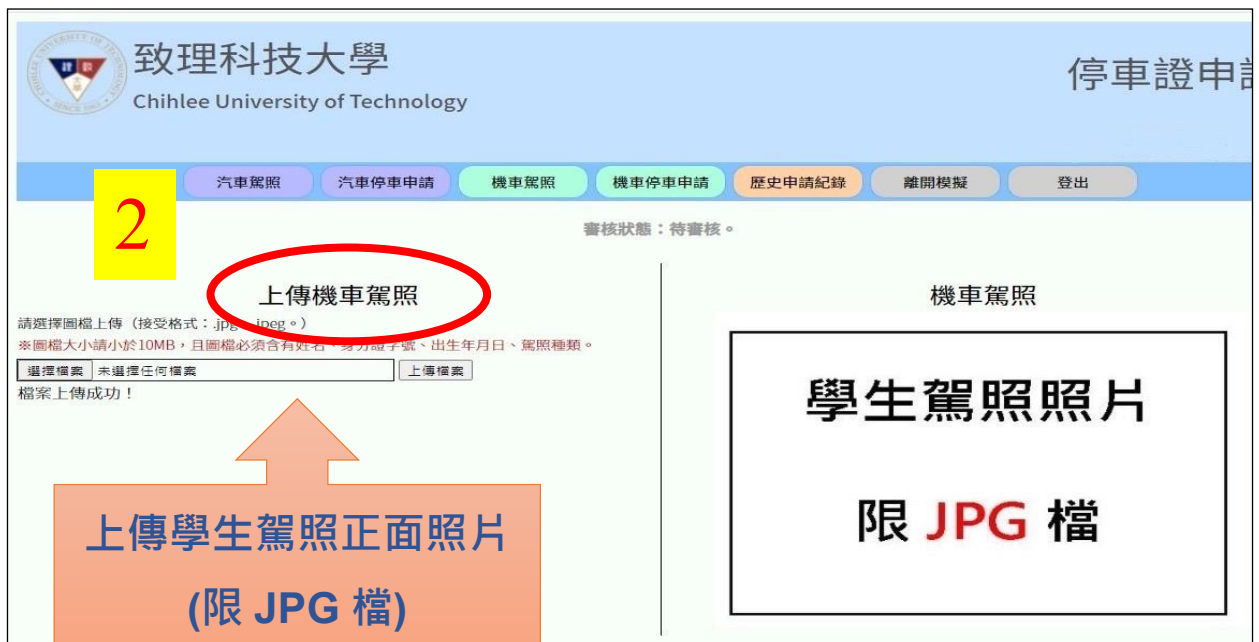 致理科技大學
Chihlee University of Technology
停車證申請
汽車駕照
汽車停車申請
機車駕照
機車停車申請
歷史申請紀錄
離開模擬
登出
2
審核狀態：待審核。
上傳機車駕照
請選擇圖檔上傳（接受格式：.jpg、.jpeg。）
※圖檔大小請小於10MB，且圖檔必須含有姓名、身分證字號、出生年月日、駕照種類。
選擇檔案 未選擇任何檔案 上傳檔案
檔案上傳成功！
上傳學生駕照正面照片
(限 JPG 檔)
機車駕照
學生駕照照片
限 JPG 檔